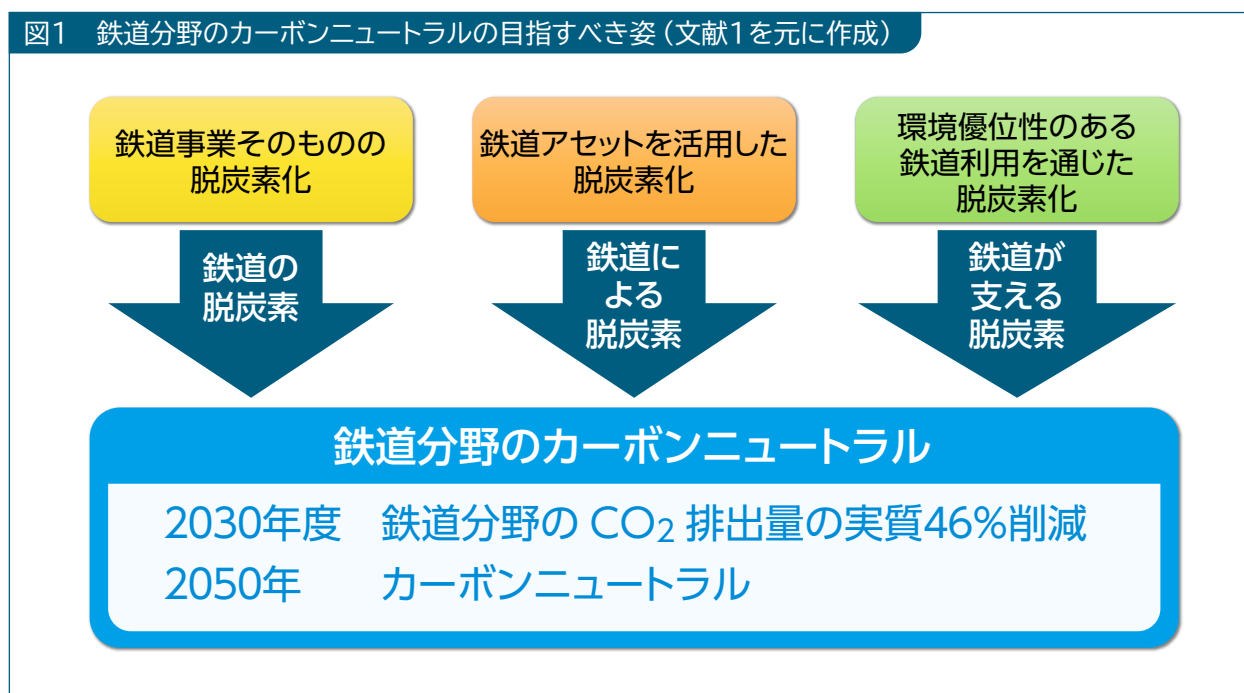 図1 鉄道分野のカーボンニュートラルの目指すべき姿（文献1を元に作成）
鉄道事業そのものの
脱炭素化
鉄道アセットを活用した
脱炭素化
環境優位性のある
鉄道利用を通じた
脱炭素化
鉄道の
脱炭素
鉄道に
よる
脱炭素
鉄道が
支える
脱炭素
鉄道分野のカーボンニュートラル
2030年度 鉄道分野の CO₂ 排出量の実質46%削減
2050年 カーボンニュートラル